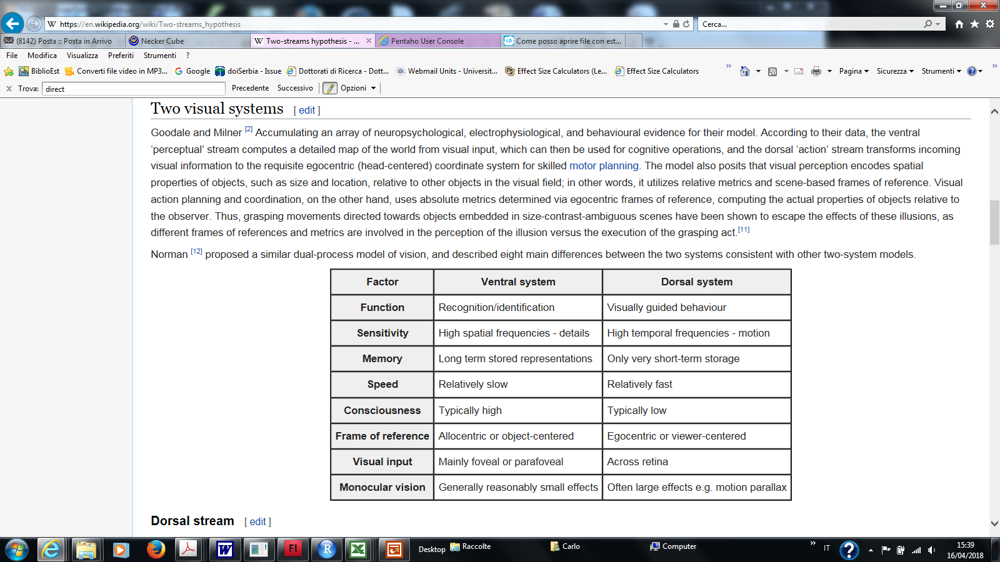 https://en.wikipedia.org/wiki/Two-streams_hypothesis
Cerca...
(8142) Posta :: Posta in Arrivo
Necker Cube
Two-streams hypothesis - ...
Pentaho User Console
Come posso aprire file con est...
File Modifica Visualizza Preferiti Strumenti ?
BiblioEst Converti file video in MP3... Google doiSerbia - Issue Dottorati di Ricerca - Dott... Webmail Units - Universit... Effect Size Calculators (Le... Effect Size Calculators » Pagina Sicurezza Strumenti »
x Trova: direct Precedente Successivo Opzioni
Two visual systems [ edit ]
Goodale and Milner [2] Accumulating an array of neuropsychological, electrophysiological, and behavioural evidence for their model. According to their data, the ventral
‘perceptual’ stream computes a detailed map of the world from visual input, which can then be used for cognitive operations, and the dorsal ‘action’ stream transforms incoming
visual information to the requisite egocentric (head-centered) coordinate system for skilled motor planning. The model also posits that visual perception encodes spatial
properties of objects, such as size and location, relative to other objects in the visual field; in other words, it utilizes relative metrics and scene-based frames of reference. Visual
action planning and coordination, on the other hand, uses absolute metrics determined via egocentric frames of reference, computing the actual properties of objects relative to
the observer. Thus, grasping movements directed towards objects embedded in size-contrast-ambiguous scenes have been shown to escape the effects of these illusions, as
different frames of references and metrics are involved in the perception of the illusion versus the execution of the grasping act.[11]
Norman [12] proposed a similar dual-process model of vision, and described eight main differences between the two systems consistent with other two-system models.
Factor Ventral system Dorsal system
Function Recognition/identification Visually guided behaviour
Sensitivity High spatial frequencies - details High temporal frequencies - motion
Memory Long term stored representations Only very short-term storage
Speed Relatively slow Relatively fast
Consciousness Typically high Typically low
Frame of reference Allocentric or object-centered Egocentric or viewer-centered
Visual input Mainly foveal or parafoveal Across retina
Monocular vision Generally reasonably small effects Often large effects e.g. motion parallax
Dorsal stream [ edit ]
Desktop Raccolte Carlo Computer » IT 15:39
16/04/2018